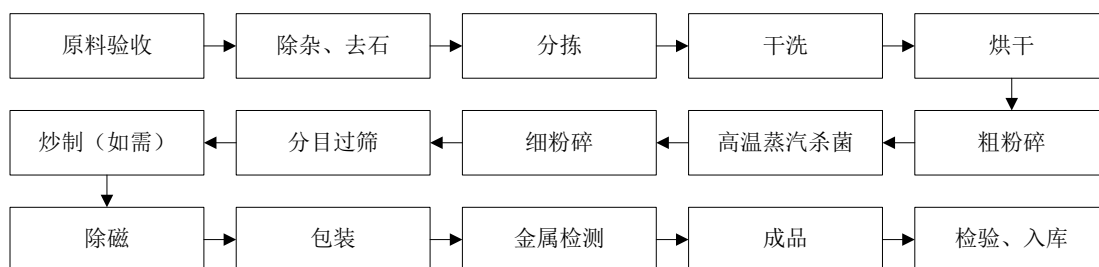 原料验收
除杂、去石
分拣
干洗
烘干
粗粉碎
高温蒸汽杀菌
细粉碎
分目过筛
炒制（如需）
除磁
包装
金属检测
成品
检验、入库